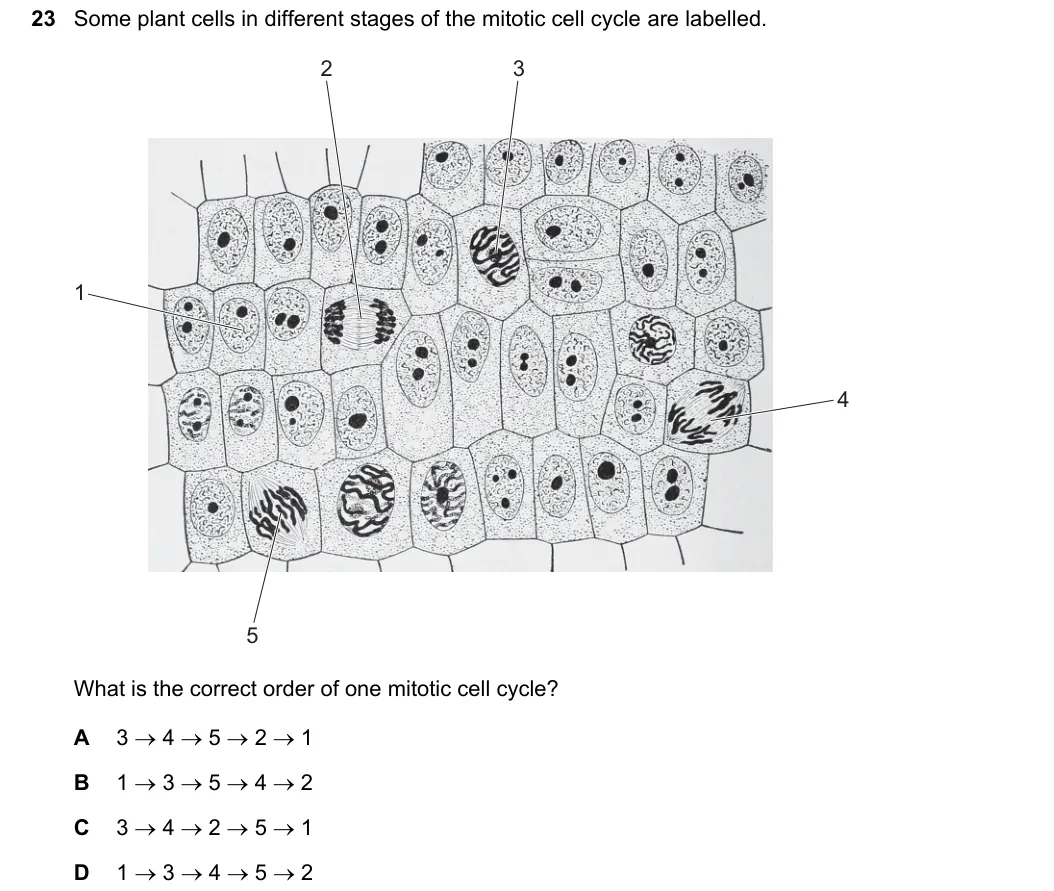 23 Some plant cells in different stages of the mitotic cell cycle are labelled.
2 3
1
4
5
What is the correct order of one mitotic cell cycle?
A 3 → 4 → 5 → 2 → 1
B 1 → 3 → 5 → 4 → 2
C 3 → 4 → 2 → 5 → 1
D 1 → 3 → 4 → 5 → 2